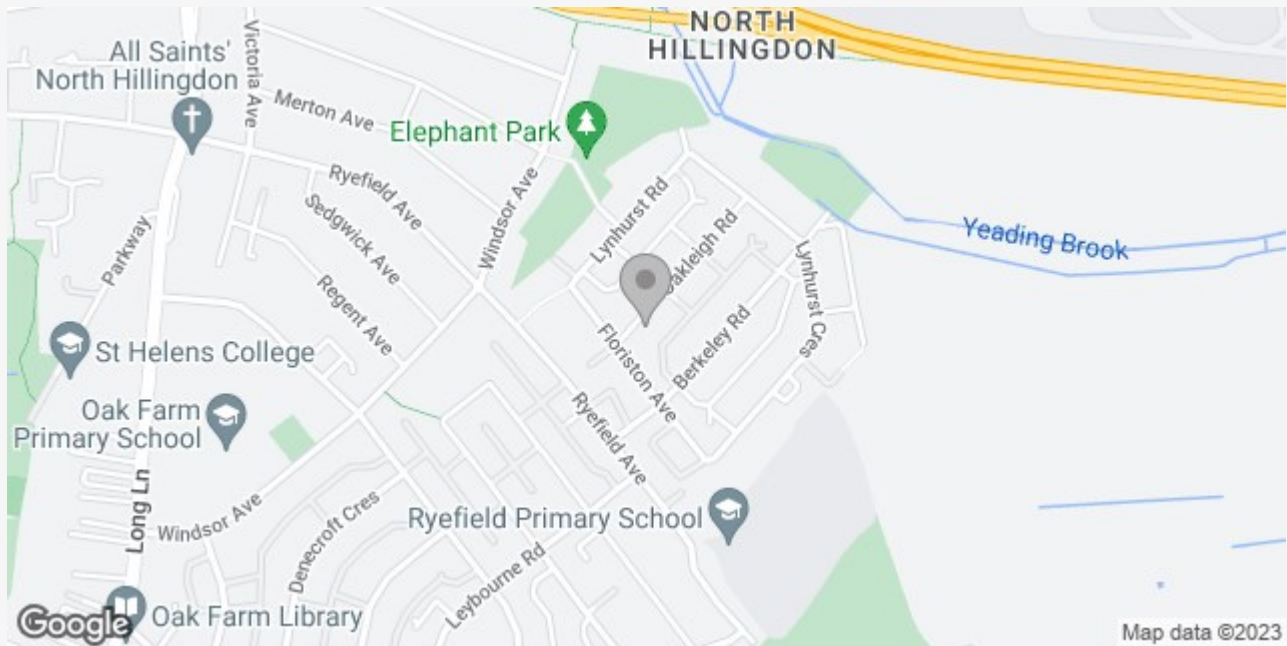 NORTH
HILLINGDON
All Saints'
North Hillingdon
Victoria Ave
Merton Ave
Elephant Park
Ryefield Ave
Sedgwick Ave
Windsor Ave
Lynhurst Rd
Oakleigh Rd
Yeading Brook
Parkway
Regent Ave
Lynhurst Cres
Berkeley Rd
Floriston Ave
St Helens College
Oak Farm
Primary School
Ryefield Ave
Long Ln
Windsor Ave
Denecroft Cres
Ryefield Primary School
Leybourne Rd
Oak Farm Library
Google
Map data ©2023